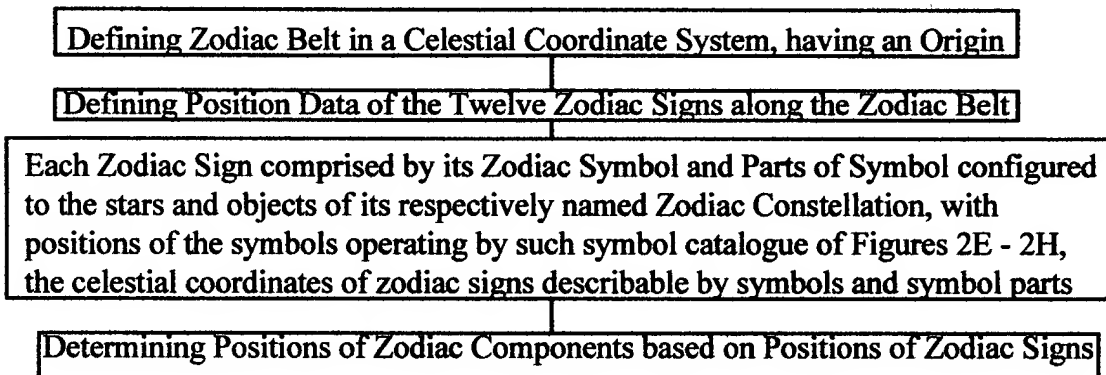 Defining Zodiac Belt in a Celestial Coordinate System, having an Origin
Defining Position Data of the Twelve Zodiac Signs along the Zodiac Belt
Each Zodiac Sign comprised by its Zodiac Symbol and Parts of Symbol configured
to the stars and objects of its respectively named Zodiac Constellation, with
positions of the symbols operating by such symbol catalogue of Figures 2E - 2H,
the celestial coordinates of zodiac signs describable by symbols and symbol parts
Determining Positions of Zodiac Components based on Positions of Zodiac Signs